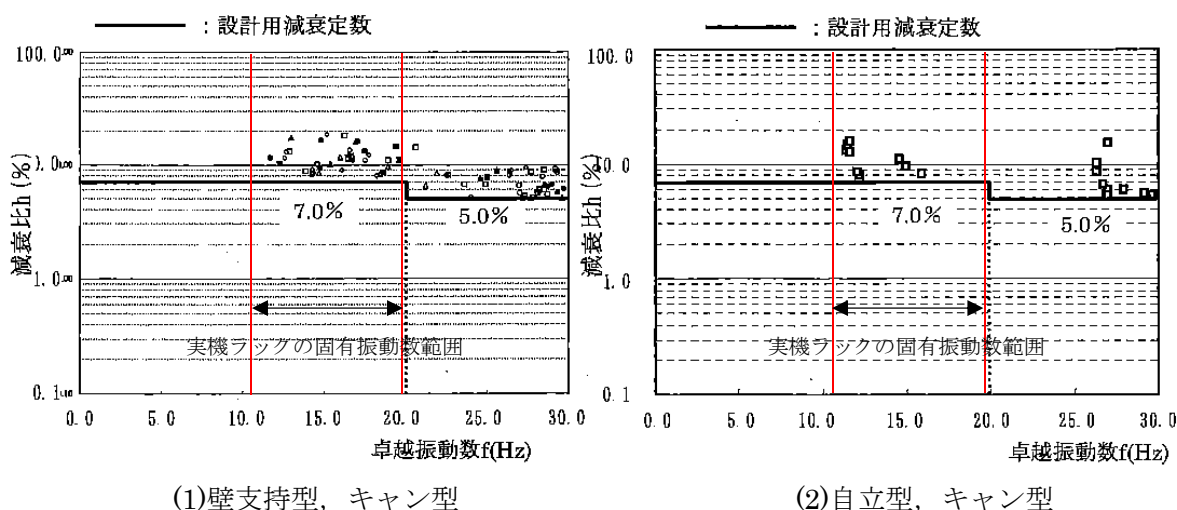 ：設計用減衰定数
100.0
10.0
1.0
0.1
減衰比h(%)
7.0%
5.0%
実機ラックの固有振動数範囲
0.0 5.0 10.0 15.0 20.0 25.0 30.0
卓越振動数f(Hz)
(1)壁支持型，キャン型
：設計用減衰定数
100.0
10.0
1.0
0.1
減衰比h(%)
7.0%
5.0%
実機ラックの固有振動数範囲
0.0 5.0 10.0 15.0 20.0 25.0 30.0
卓越振動数f(Hz)
(2)自立型，キャン型